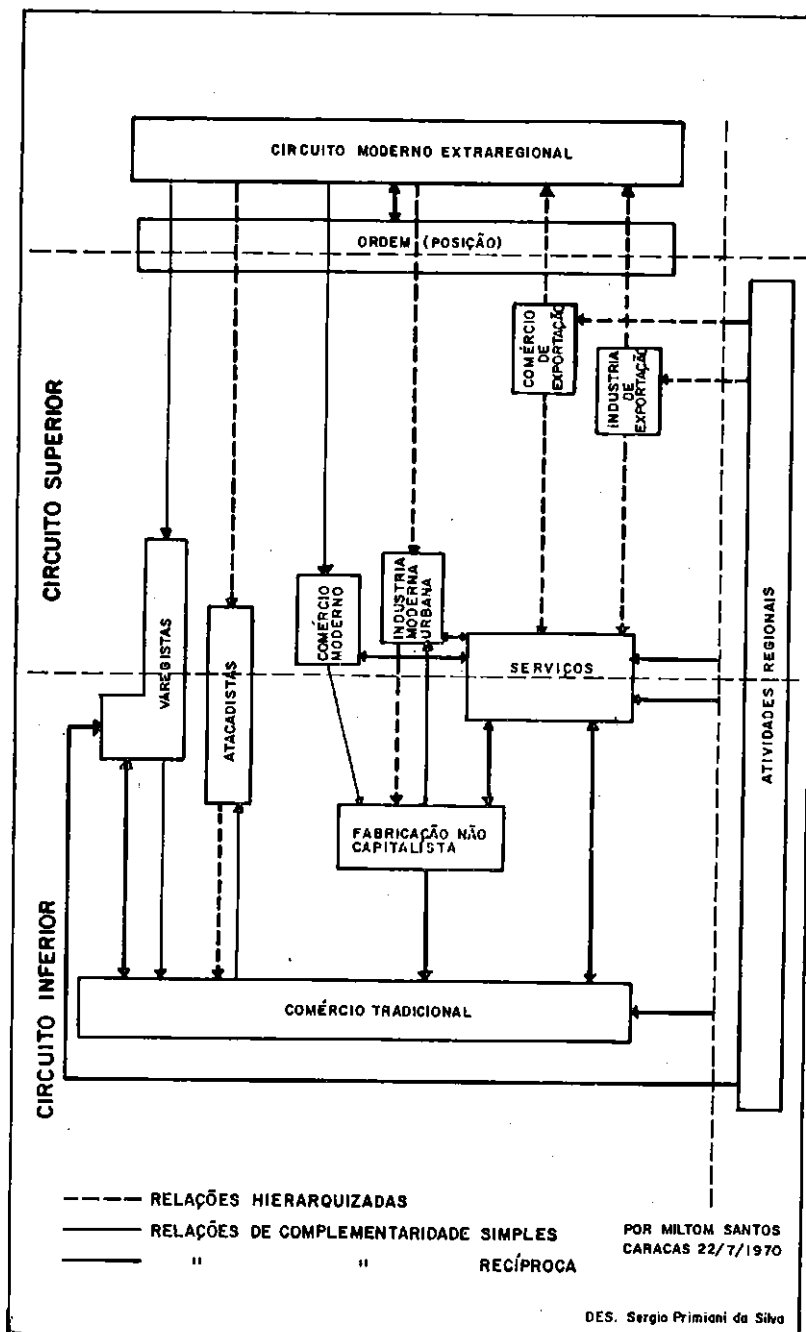 CIRCUITO MODERNO EXTRAREGIONAL
ORDEM (POSIÇÃO)
COMÉRCIO
DE
EXPORTAÇÃO
INDUSTRIA
DE
EXPORTAÇÃO
CIRCUITO SUPERIOR
VAREGISTAS
ATACADISTAS
COMÉRCIO
MODERNO
INDUSTRIA
MODERNA
URBANA
SERVIÇOS
ATIVIDADES REGIONAIS
FABRICAÇÃO NÃO
CAPITALISTA
CIRCUITO INFERIOR
COMÉRCIO TRADICIONAL
RELAÇÕES HIERARQUIZADAS
RELAÇÕES DE COMPLEMENTARIDADE SIMPLES
" " RECÍPROCA
POR MILTOM SANTOS
CARACAS 22/7/1970
DES. Sergio Primiani da Silva